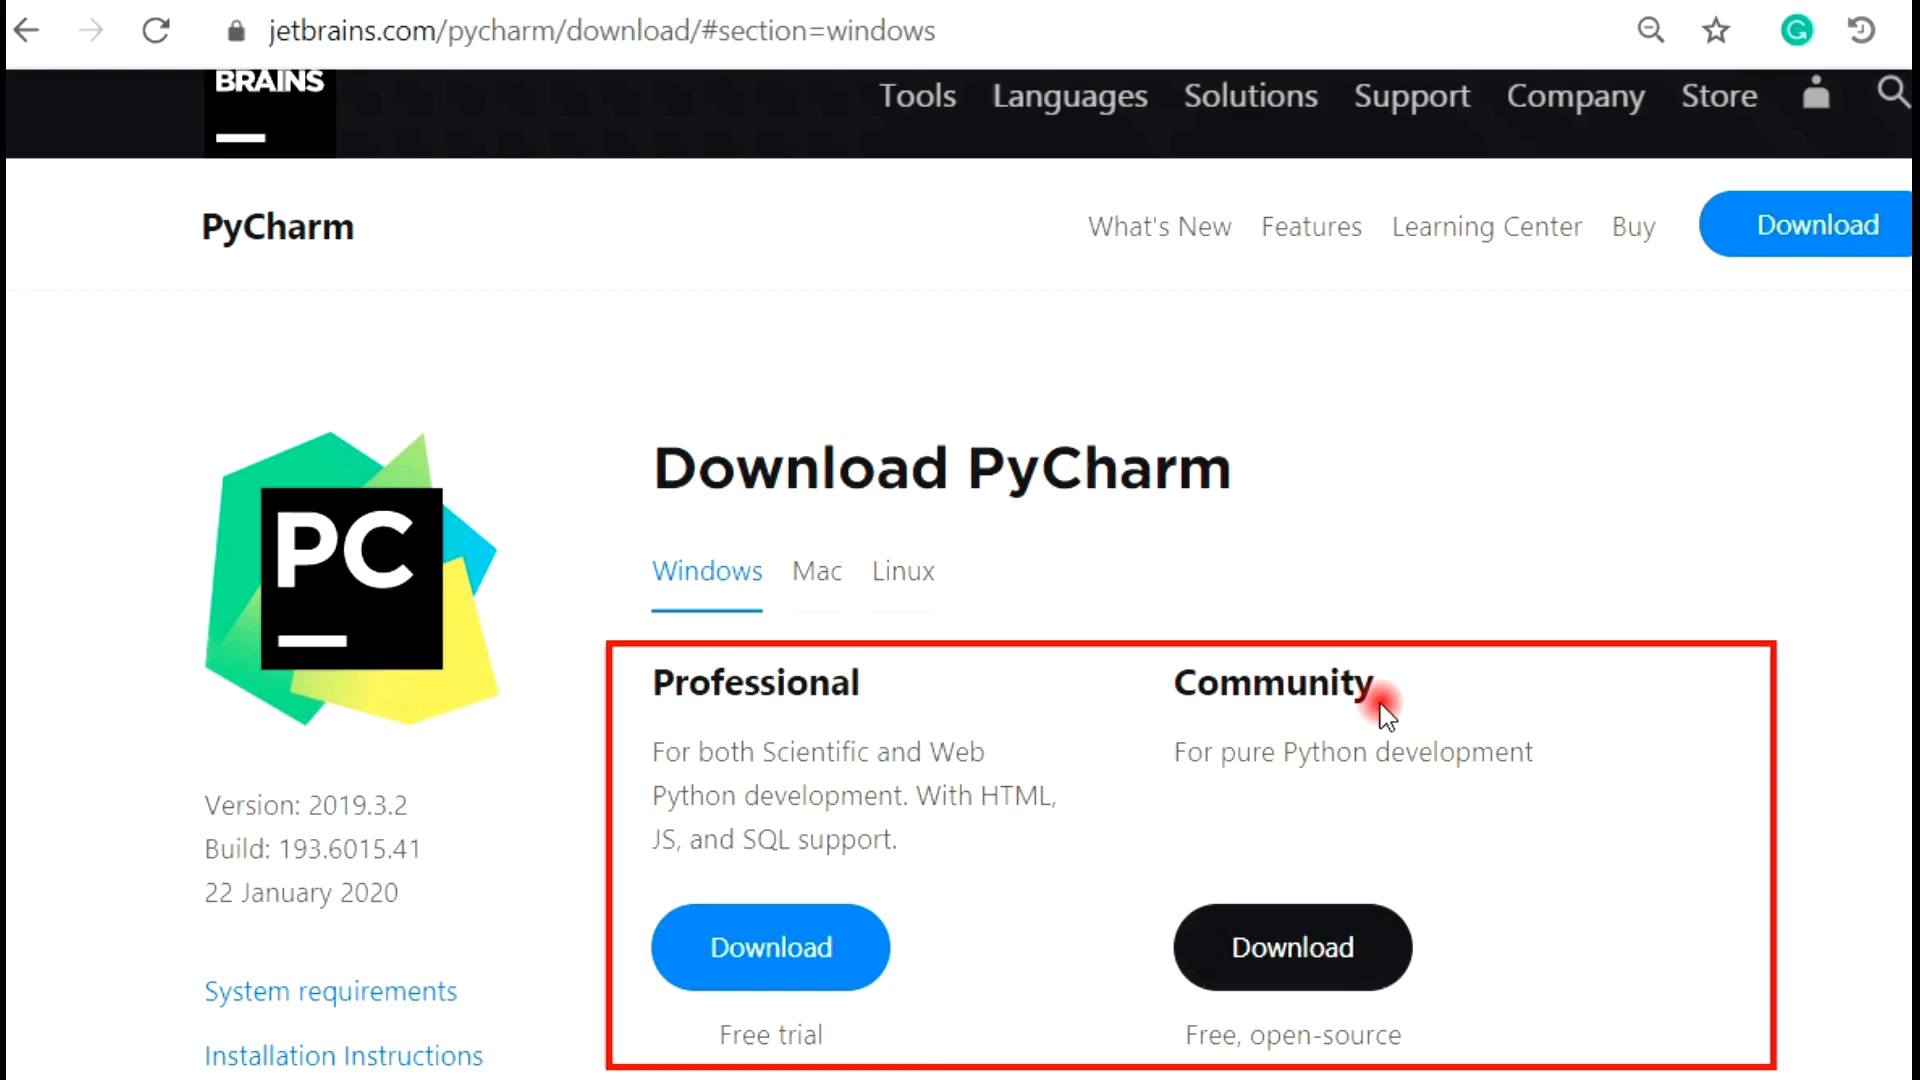 jetbrains.com/pycharm/download/#section=windows
BRAINS
Tools Languages Solutions Support Company Store
PyCharm
What's New Features Learning Center Buy Download
PC
Download PyCharm
Windows Mac Linux
Professional
For both Scientific and Web
Python development. With HTML,
JS, and SQL support.
Download
Free trial
Community
For pure Python development
Download
Free, open-source
Version: 2019.3.2
Build: 193.6015.41
22 January 2020
System requirements
Installation Instructions